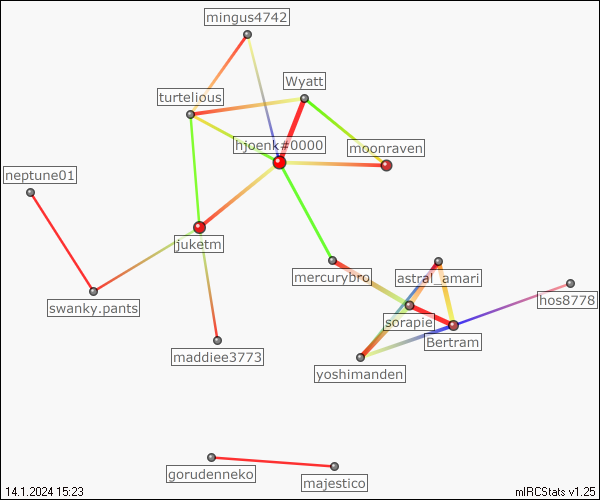 mingus4742
Wyatt
turtelious
hjoenk#0000
moonraven
neptune01
juketm
mercurybro
astral_amari
hos8778
swanky.pants
sorapie
Bertram
maddiee3773
yoshimanden
gorudenneko
majestico
14.1.2024 15:23
mIRCStats v1.25